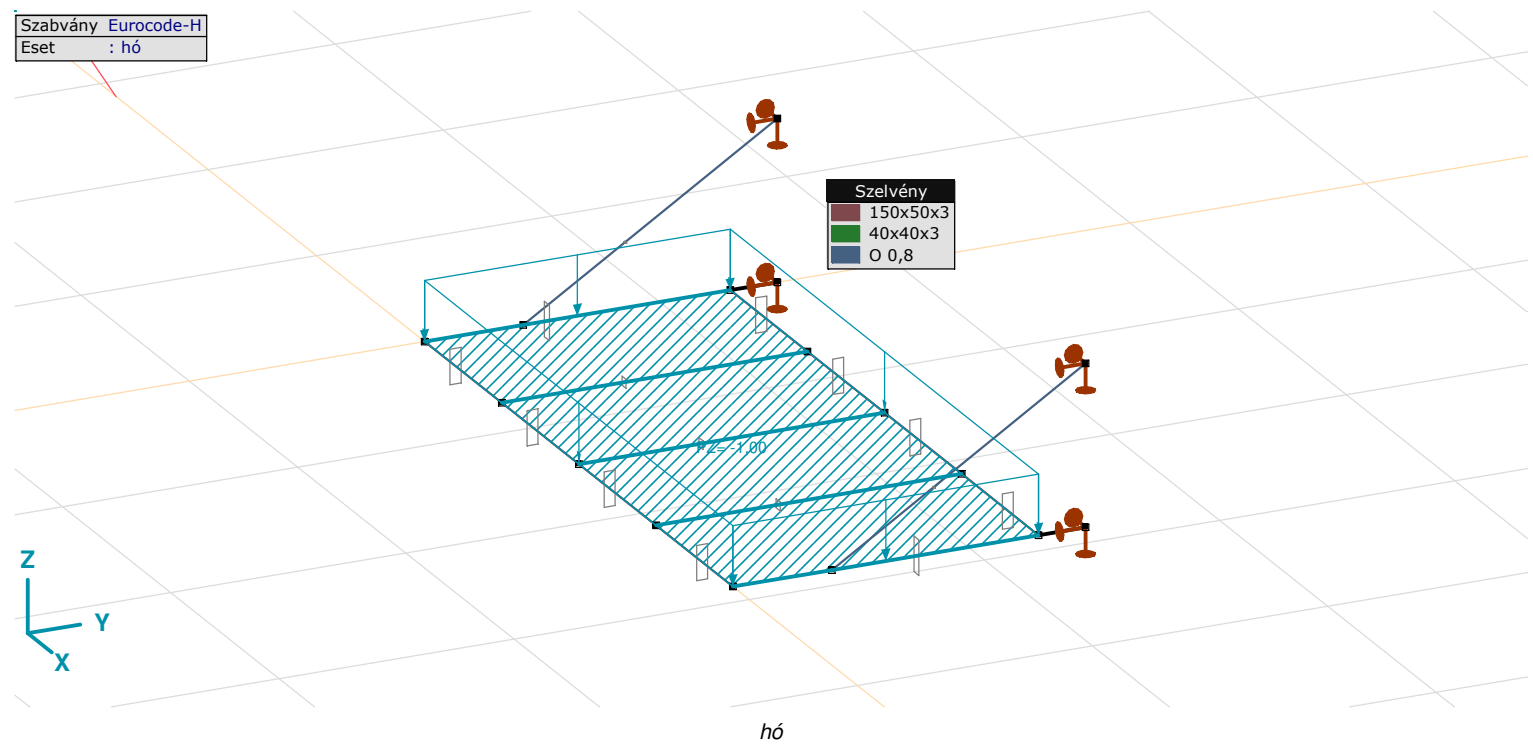 Szabvány Eurocode-H
Eset : hó
Szelvény
150x50x3
40x40x3
O 0,8
PZ= -1,00
Z
Y
X
hó